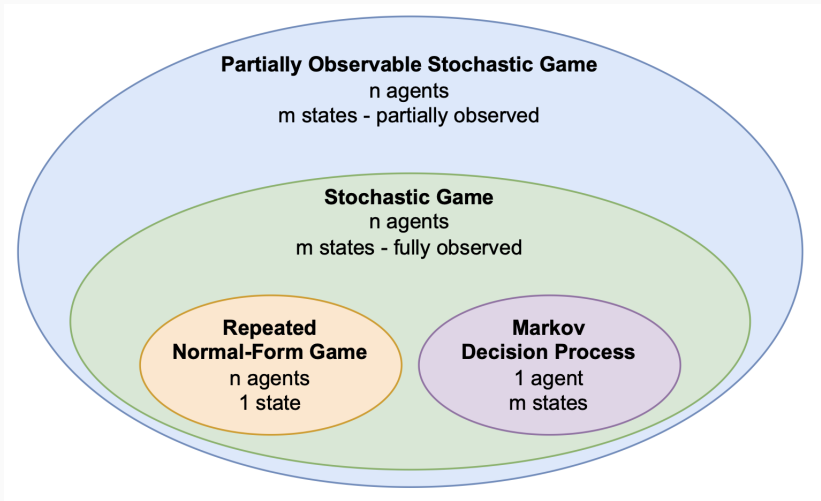 Partially Observable Stochastic Game
n agents
m states - partially observed
Stochastic Game
n agents
m states - fully observed
Repeated
Normal-Form Game
n agents
1 state
Markov
Decision Process
1 agent
m states